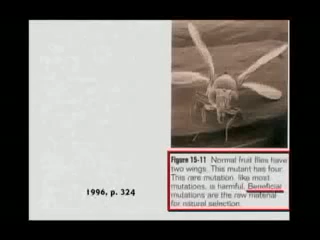 Figure 15-11 Normal fruit flies have
two wings. This mutant has four.
This rare mutation, like most
mutations, is harmful. Beneficial
mutations are the raw material
for natural selection.
1996, p. 324